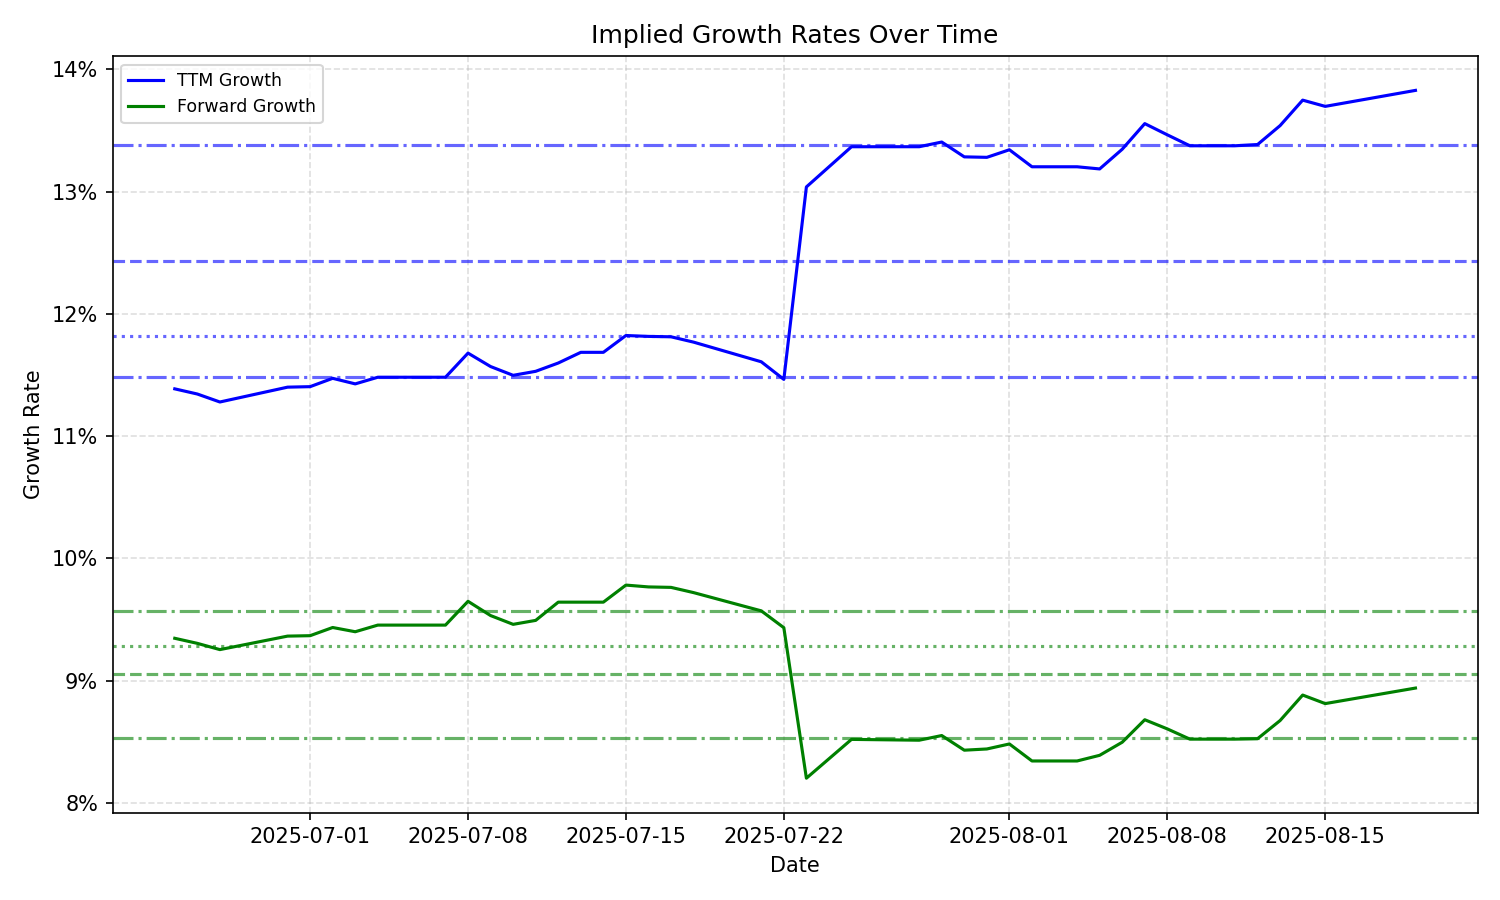 Implied Growth Rates Over Time
TTM Growth
Forward Growth
14%
13%
12%
11%
10%
9%
8%
Growth Rate
2025-07-01
2025-07-08
2025-07-15
2025-07-22
2025-08-01
2025-08-08
2025-08-15
Date